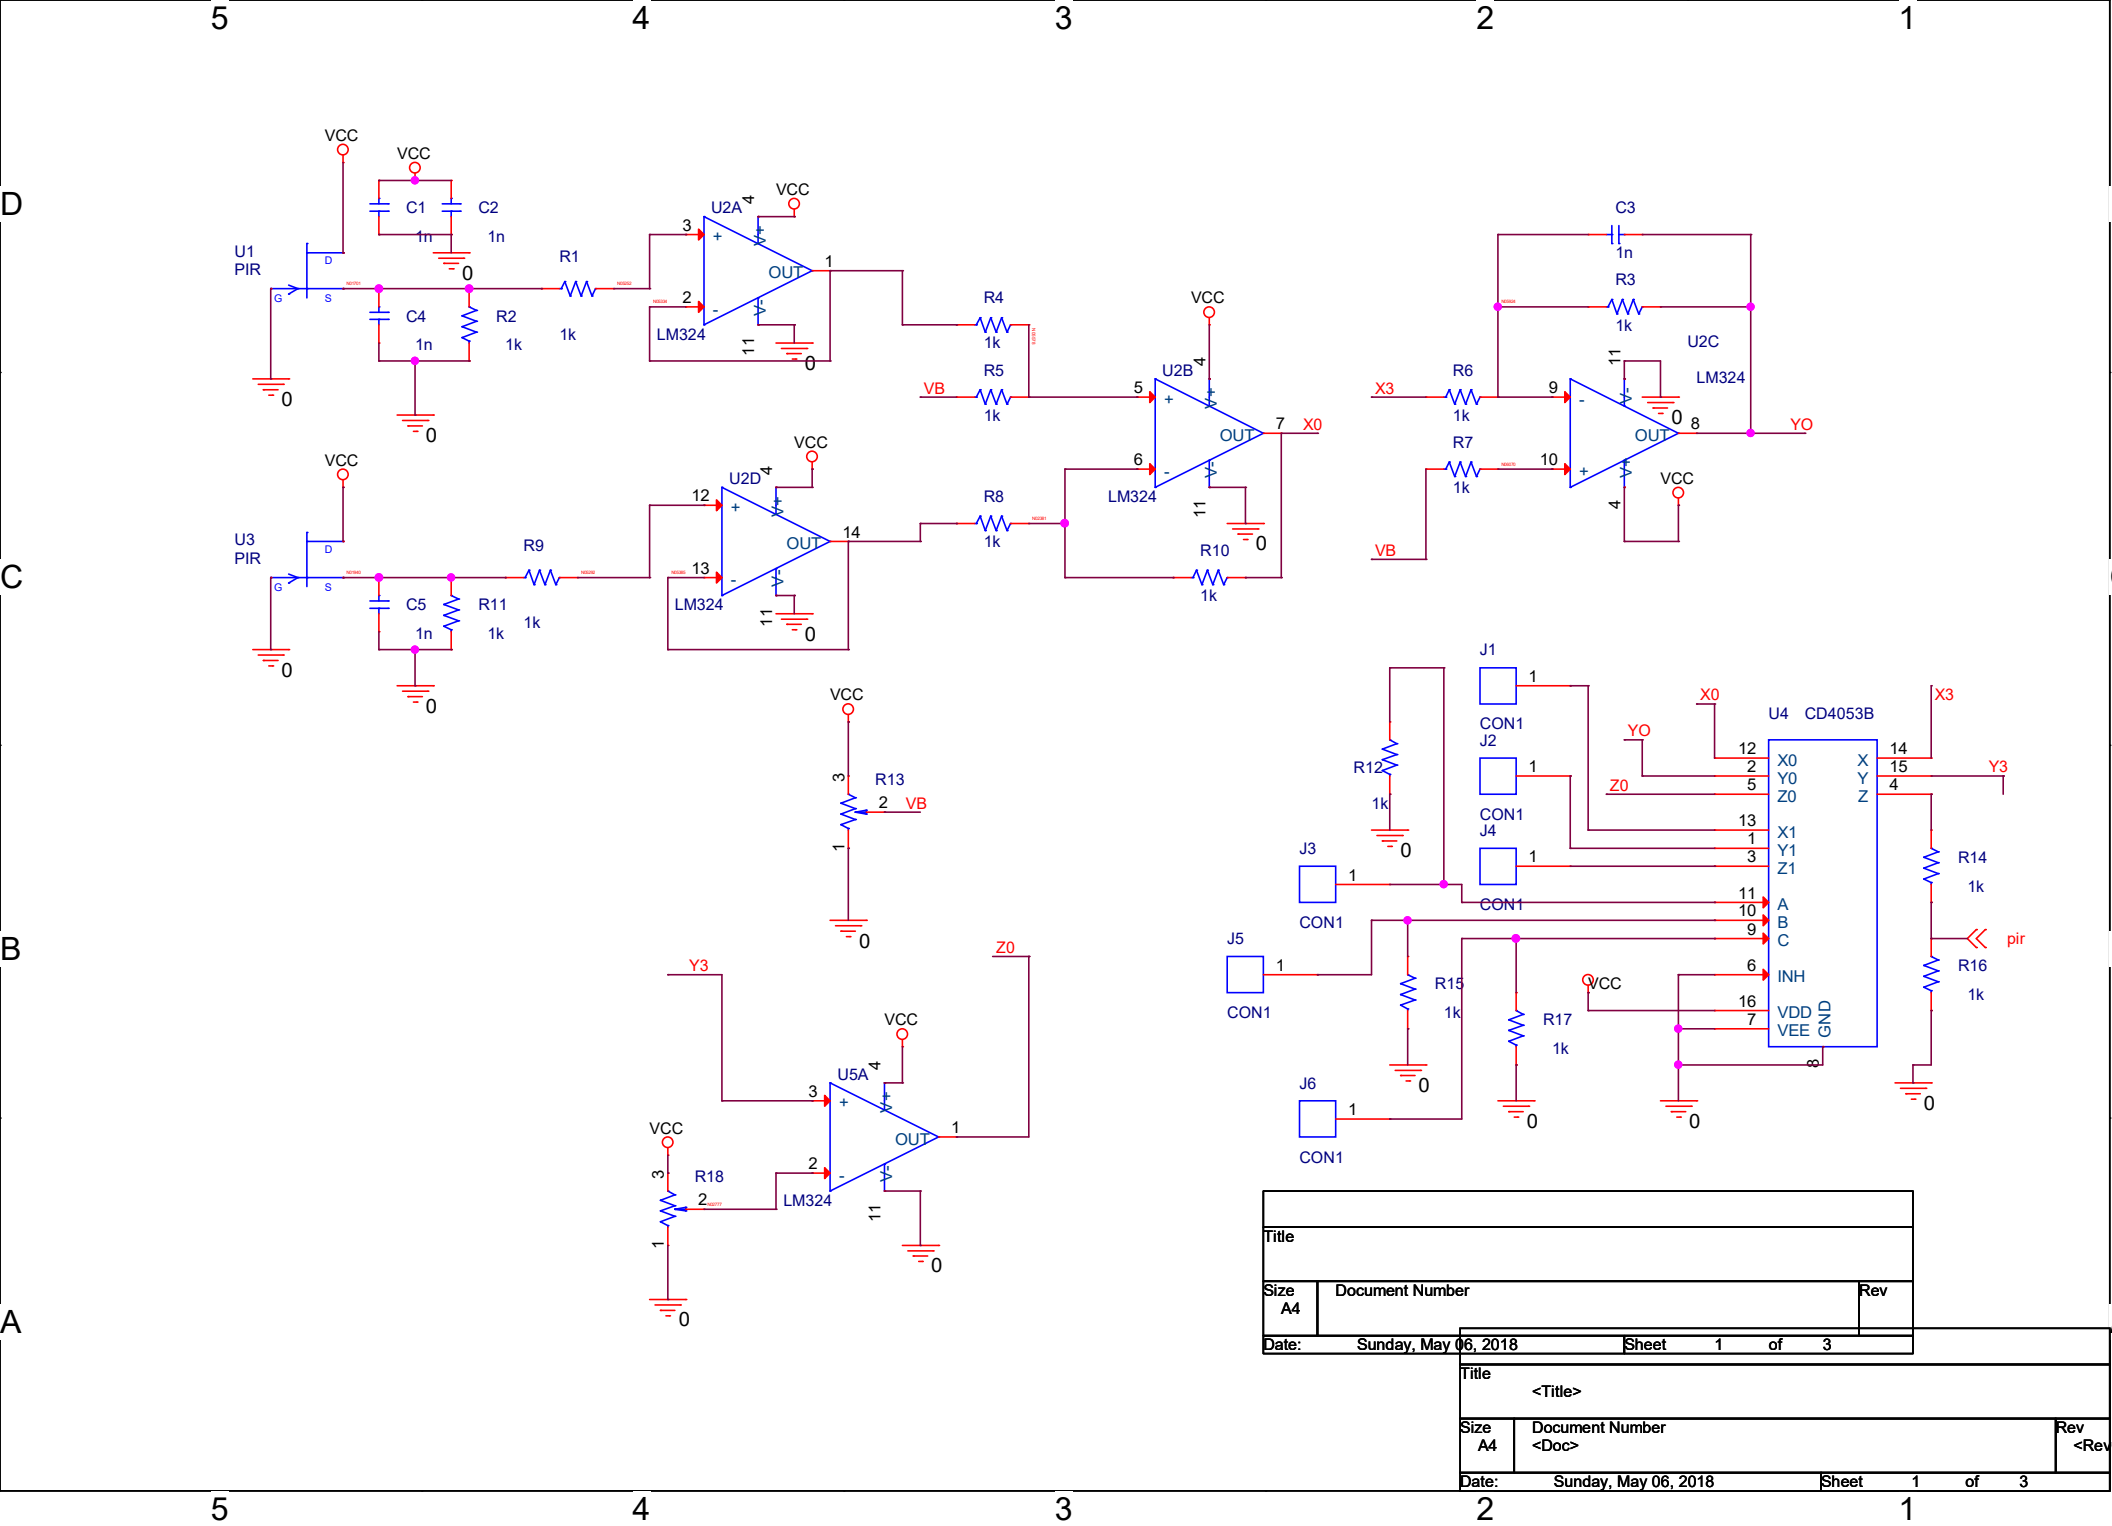 5 4 3 2 1
D
C
B
A
VCC
VCC
C1
1n
C2
1n
0
U1
PIR
D
G
S
0
C4
1n
R2
1k
0
R1
1k
U2A
3
+
2
-
4
V+
VCC
OUT
1
V-
11
0
LM324
R4
1k
VB
R5
1k
U2B
5
+
6
-
4
V+
VCC
OUT
7
X0
V-
11
0
LM324
R8
1k
R10
1k
VCC
U3
PIR
D
G
S
0
C5
1n
R11
1k
0
R9
1k
U2D
12
+
13
-
4
V+
VCC
OUT
14
V-
11
0
LM324
C3
1n
R3
1k
U2C
LM324
X3
R6
1k
9
-
R7
1k
10
+
VB
11
V-
0
OUT
8
YO
V+
4
VCC
VCC
3
R13
2
VB
1
0
Y3
Z0
VCC
U5A
3
+
2
-
4
V+
OUT
1
V-
11
0
LM324
VCC
3
R18
2
1
0
R12
1k
0
J1
1
CON1
J2
1
CON1
J4
1
CON1
J3
1
CON1
J5
1
CON1
J6
1
CON1
R15
1k
0
R17
1k
0
X0
YO
Z0
U4 CD4053B
12 X0
2 Y0
5 Z0
13 X1
1 Y1
3 Z1
11 A
10 B
9 C
6 INH
16 VDD
7 VEE
GND
8
VCC
0
X 14
Y 15
Z 4
X3
Y3
R14
1k
pir
R16
1k
0
Title
Size
A4
Document Number
Rev
Date: Sunday, May 06, 2018 Sheet 1 of 3
Title
<Title>
Size
A4
Document Number
<Doc>
Rev
<Rev
Date: Sunday, May 06, 2018 Sheet 1 of 3
5 4 3 2 1